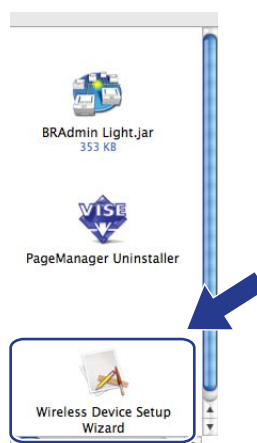 BRAdmin Light.jar
353 KB
VISE
PageManager Uninstaller
Wireless Device Setup
Wizard